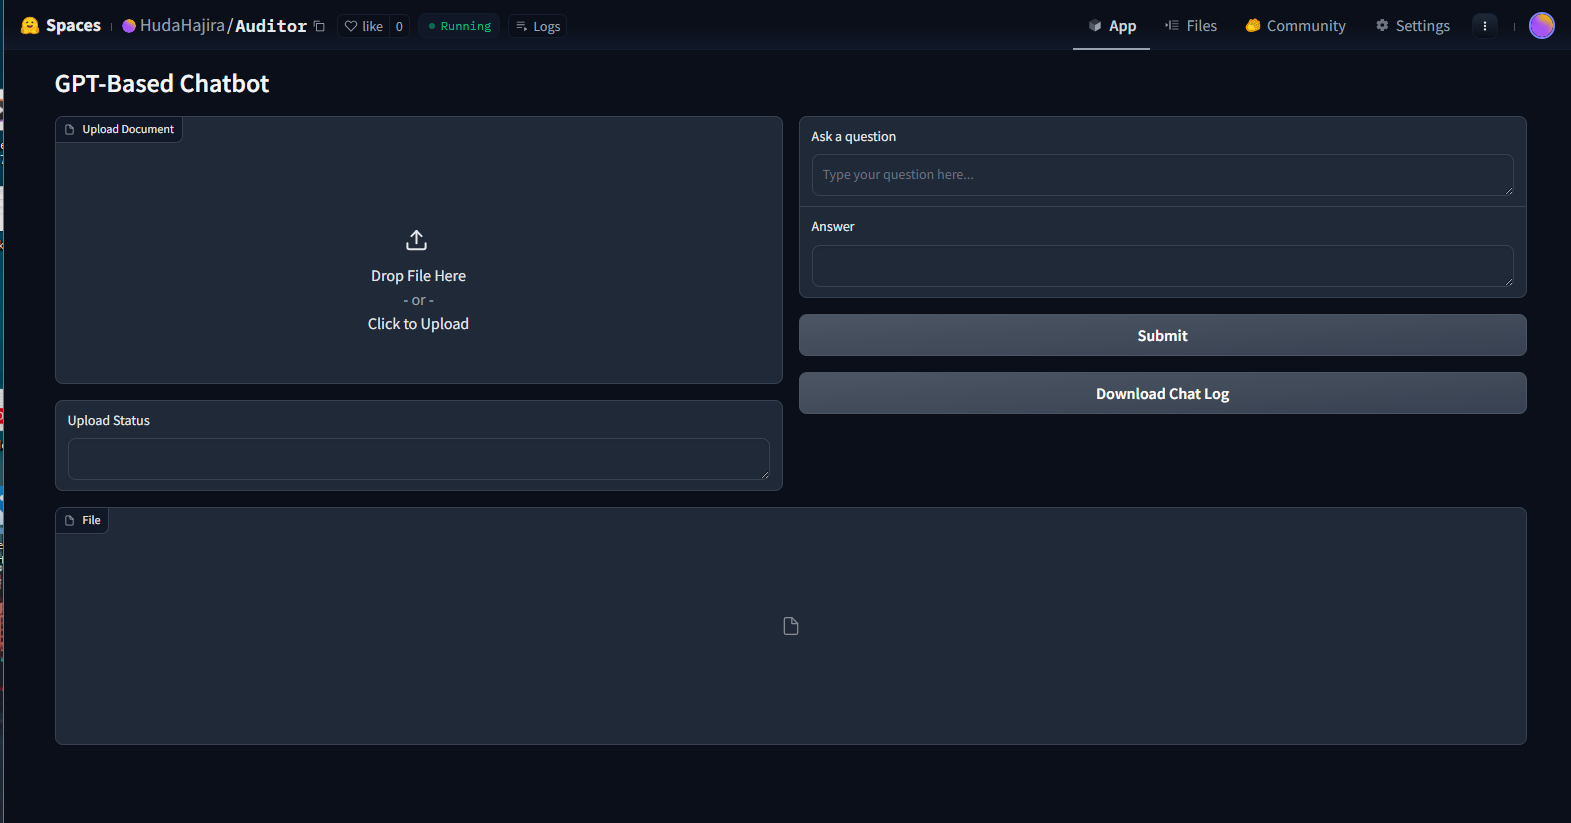 Spaces
HudaHajira/Auditor
like 0
Running
Logs
App
Files
Community
Settings
GPT-Based Chatbot
Upload Document
Drop File Here
- or -
Click to Upload
Upload Status
Ask a question
Type your question here...
Answer
Submit
Download Chat Log
File